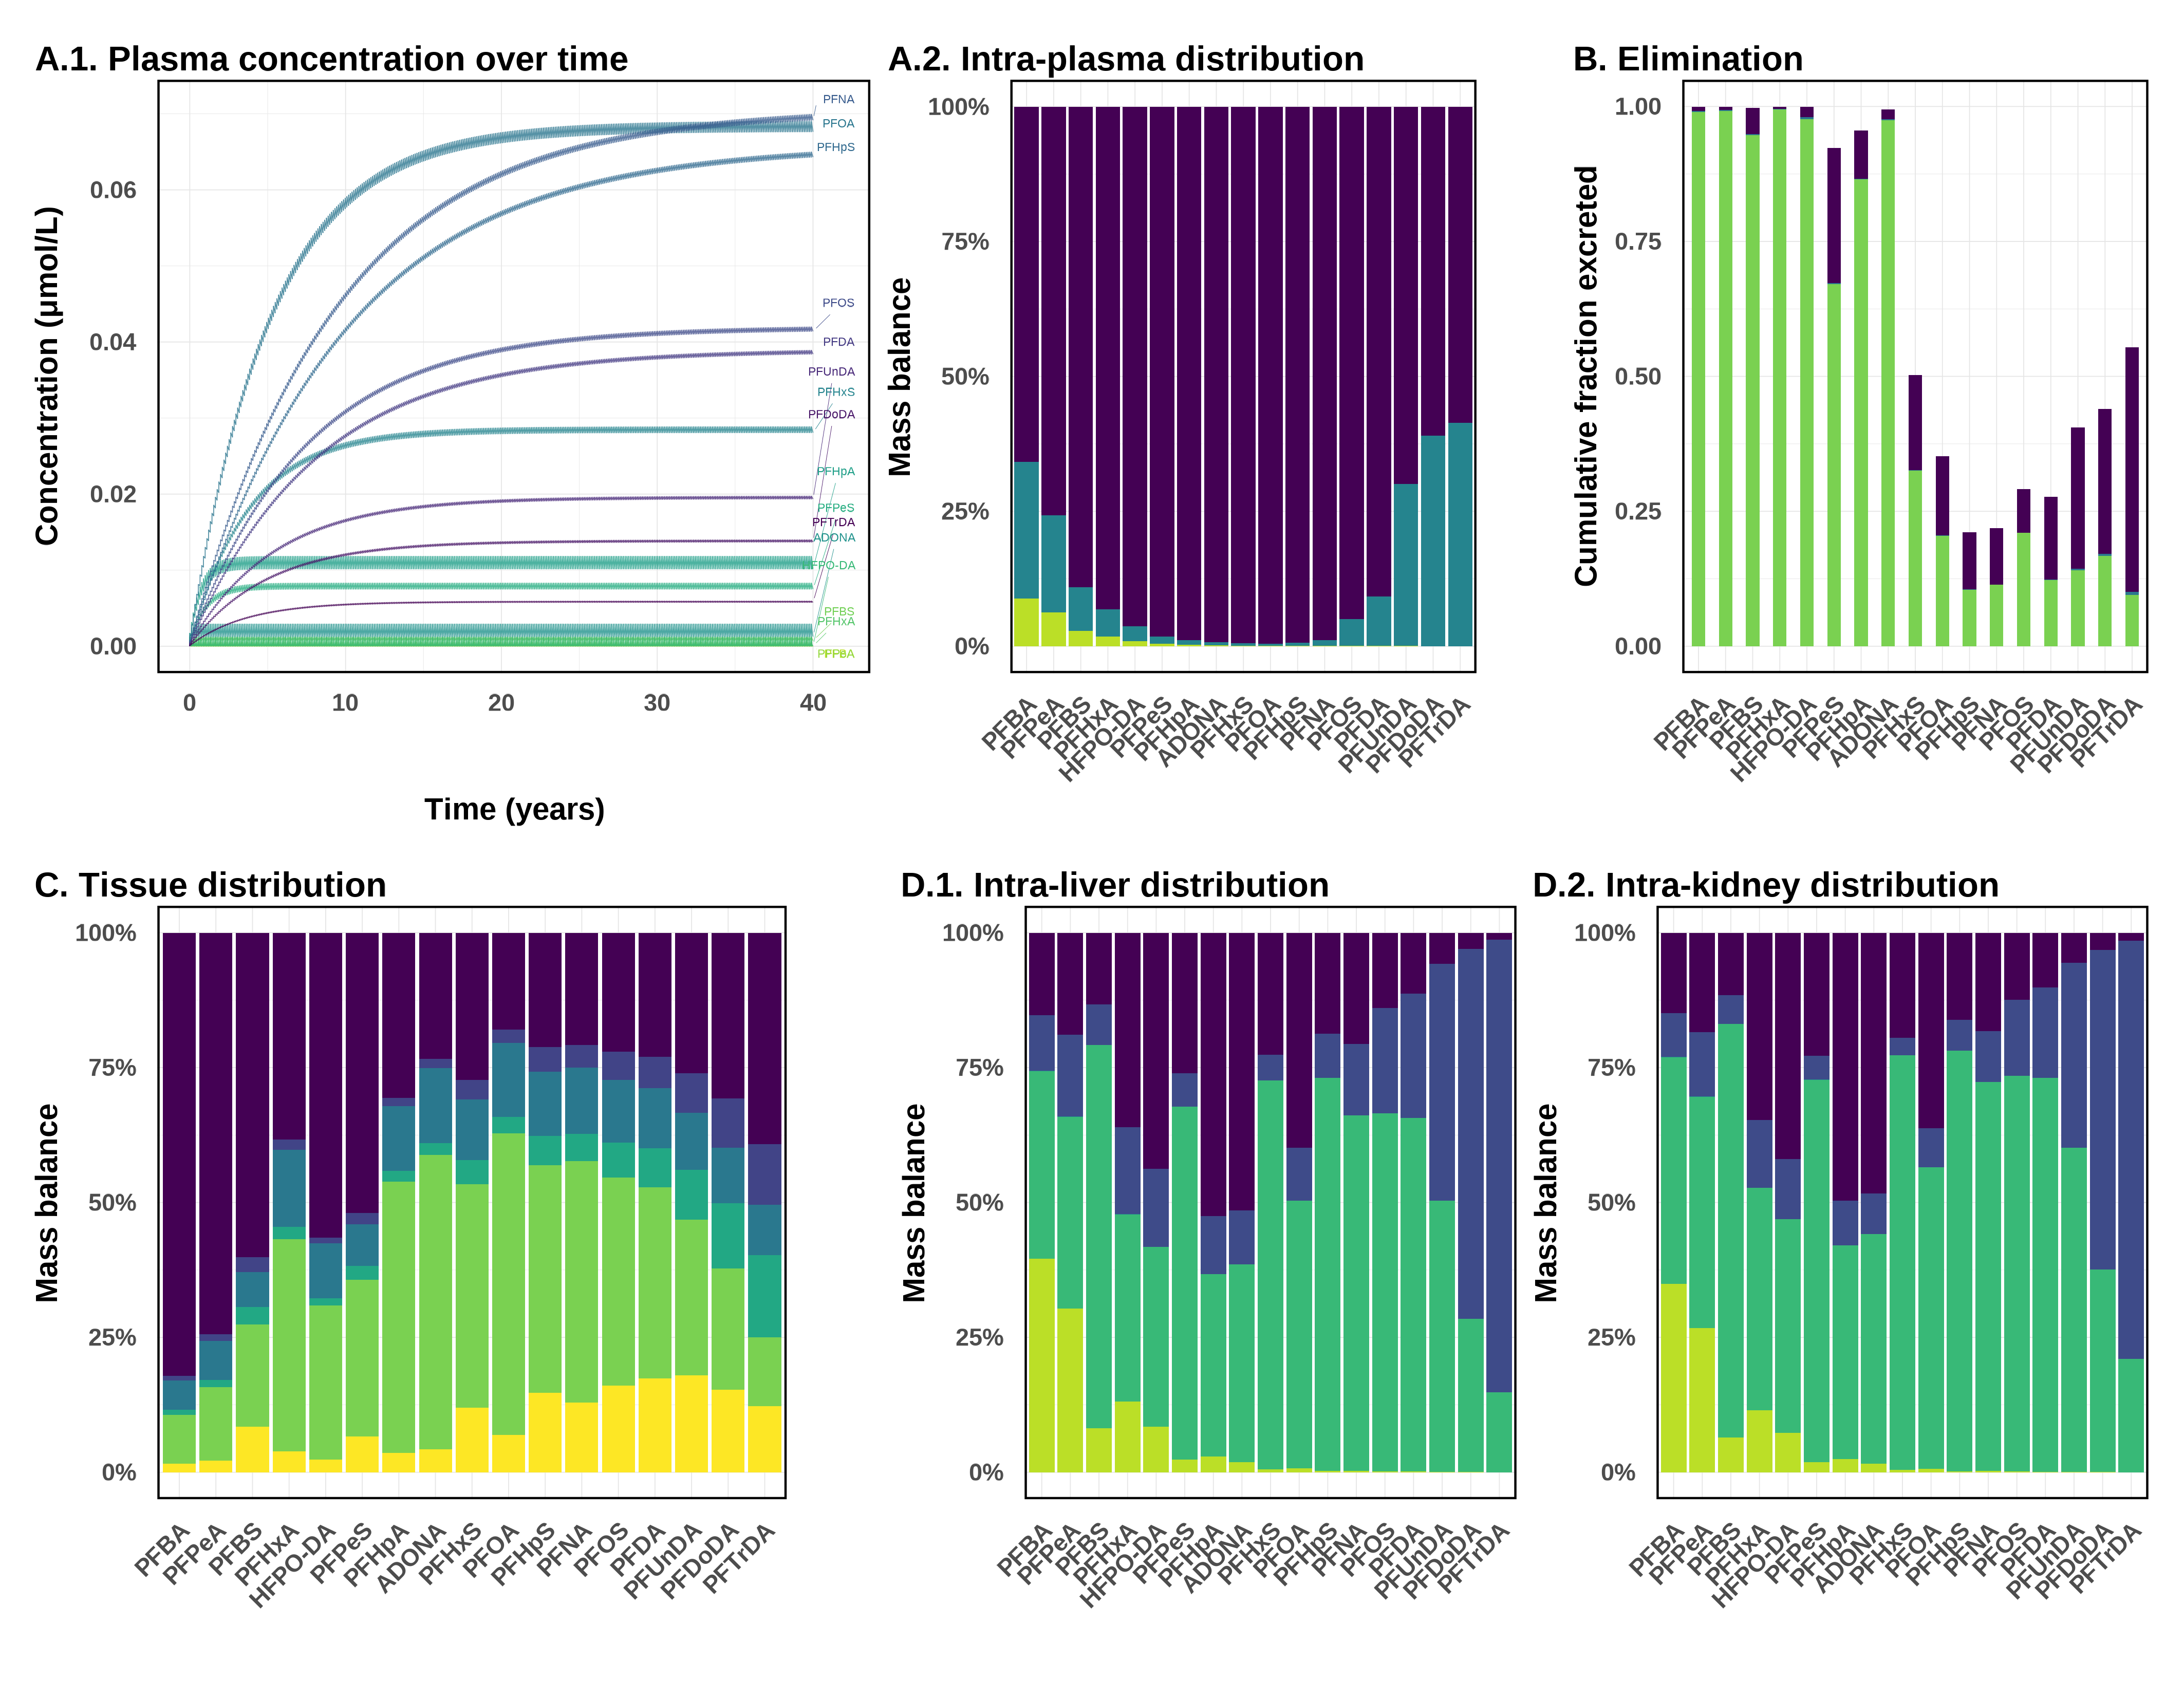 A.1. Plasma concentration over time
Concentration (µmol/L)
0.06
0.04
0.02
0.00
0 10 20 30 40
Time (years)
PFNA
PFOA
PFHpS
PFOS
PFDA
PFUnDA
PFHxS
PFDoDA
PFHpA
PFPeS
PFTrDA
ADONA
HFPO-DA
PFBS
PFHxA
A.2. Intra-plasma distribution
Mass balance
100%
75%
50%
25%
0%
PFBA PFPeA PFBS PFHxA HFPO-DA PFPeS PFHpA ADONA PFHxS PFOA PFHpS PFNA PFOS PFDA PFUnDA PFDoDA PFTrDA
B. Elimination
Cumulative fraction excreted
1.00
0.75
0.50
0.25
0.00
PFBA PFPeA PFBS PFHxA HFPO-DA PFPeS PFHpA ADONA PFHxS PFOA PFHpS PFNA PFOS PFDA PFUnDA PFDoDA PFTrDA
C. Tissue distribution
Mass balance
100%
75%
50%
25%
0%
PFBA PFPeA PFBS PFHxA HFPO-DA PFPeS PFHpA ADONA PFHxS PFOA PFHpS PFNA PFOS PFDA PFUnDA PFDoDA PFTrDA
D.1. Intra-liver distribution
Mass balance
100%
75%
50%
25%
0%
PFBA PFPeA PFBS PFHxA HFPO-DA PFPeS PFHpA ADONA PFHxS PFOA PFHpS PFNA PFOS PFDA PFUnDA PFDoDA PFTrDA
D.2. Intra-kidney distribution
Mass balance
100%
75%
50%
25%
0%
PFBA PFPeA PFBS PFHxA HFPO-DA PFPeS PFHpA ADONA PFHxS PFOA PFHpS PFNA PFOS PFDA PFUnDA PFDoDA PFTrDA